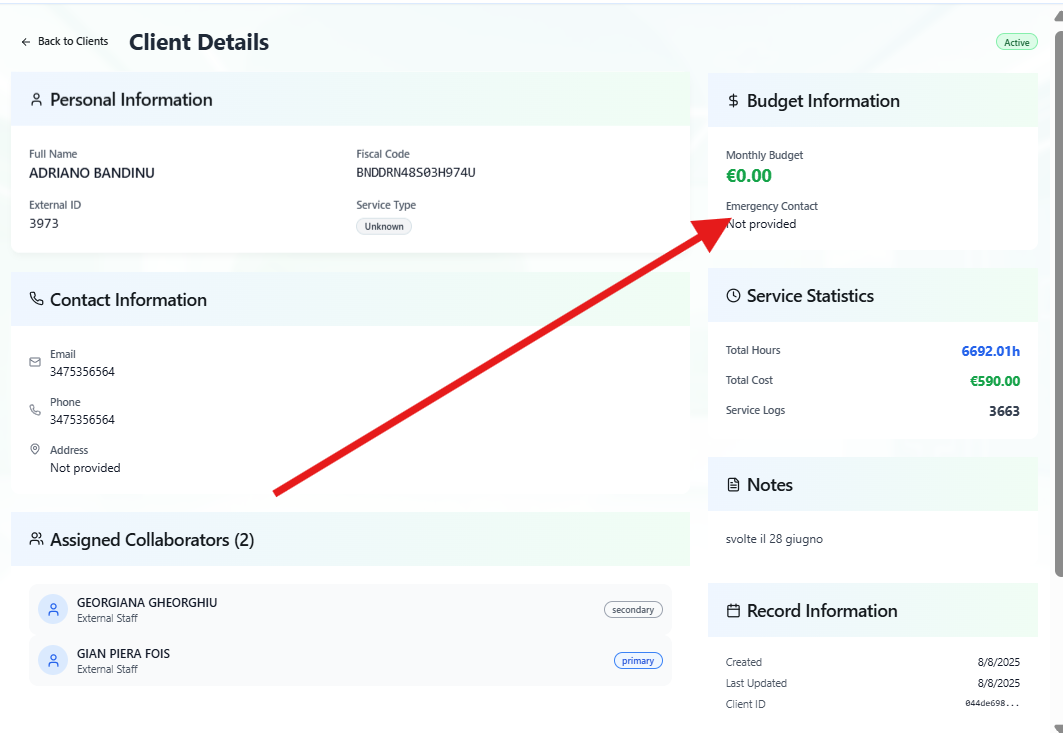 Back to Clients
Client Details
Active
Personal Information
Full Name
ADRIANO BANDINU
Fiscal Code
BNDDRN48S03H974U
External ID
3973
Service Type
Unknown
Contact Information
Email
3475356564
Phone
3475356564
Address
Not provided
Assigned Collaborators (2)
GEORGIANA GHEORGHIU
External Staff
secondary
GIAN PIERA FOIS
External Staff
primary
$ Budget Information
Monthly Budget
€0.00
Emergency Contact
Not provided
Service Statistics
Total Hours 6692.01h
Total Cost €590.00
Service Logs 3663
Notes
svolte il 28 giugno
Record Information
Created 8/8/2025
Last Updated 8/8/2025
Client ID 044de698...